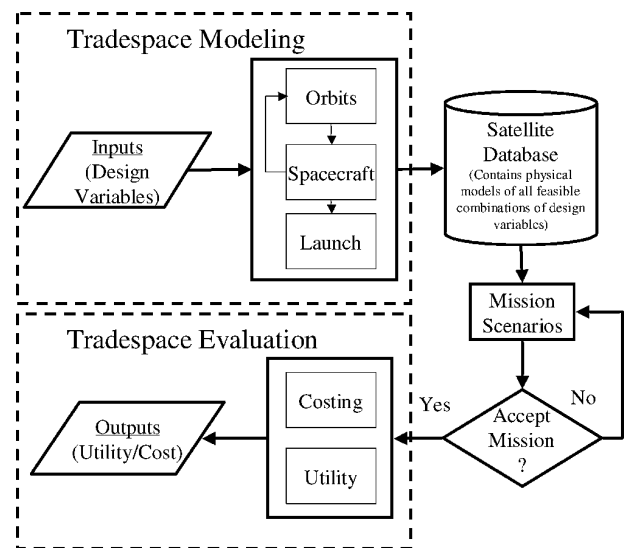 Tradespace Modeling
Inputs
(Design
Variables)
Orbits
Spacecraft
Launch
Satellite
Database
(Contains physical
models of all feasible
combinations of design
variables)
Mission
Scenarios
Accept
Mission
?
No
Yes
Tradespace Evaluation
Costing
Utility
Outputs
(Utility/Cost)